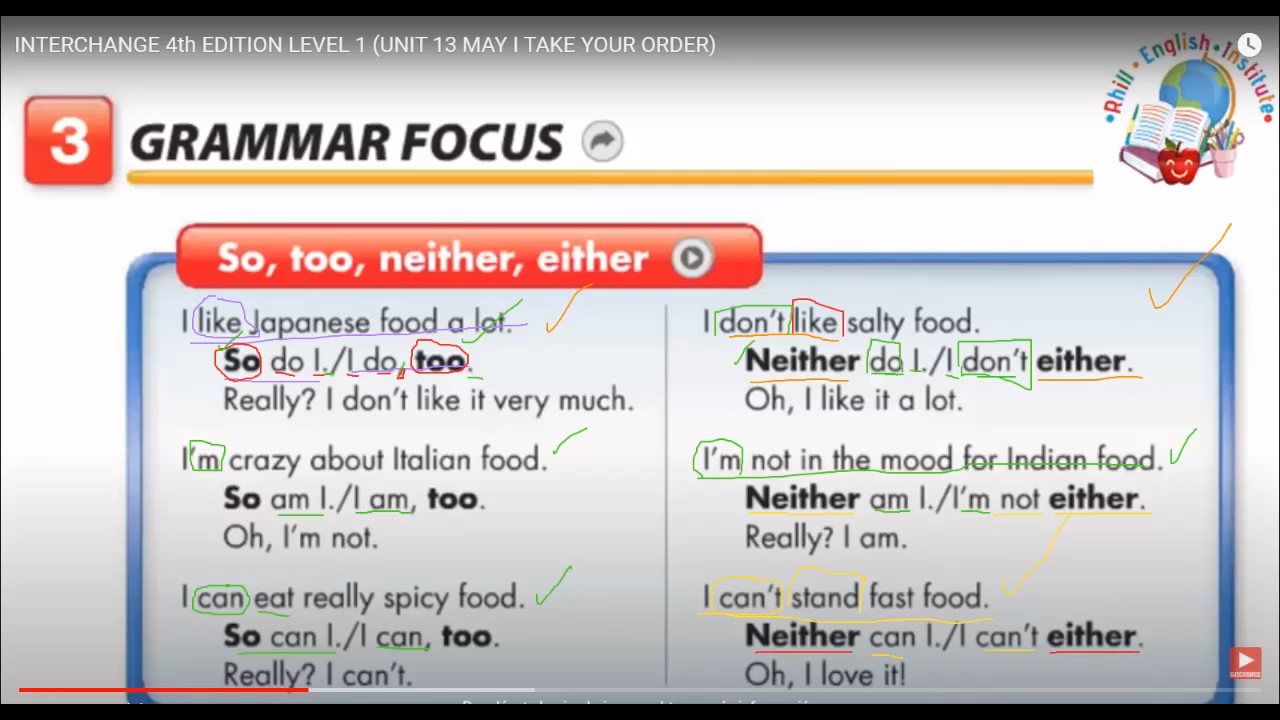 INTERCHANGE 4th EDITION LEVEL 1 (UNIT 13 MAY I TAKE YOUR ORDER)
Rhill • English • Institute
3 GRAMMAR FOCUS
So, too, neither, either
I like Japanese food a lot.
So do I./I do, too.
Really? I don't like it very much.
I'm crazy about Italian food.
So am I./I am, too.
Oh, I'm not.
I can eat really spicy food.
So can I./I can, too.
Really? I can't.
I don't like salty food.
Neither do I./I don't either.
Oh, I like it a lot.
I'm not in the mood for Indian food.
Neither am I./I'm not either.
Really? I am.
I can't stand fast food.
Neither can I./I can't either.
Oh, I love it!
SUSCRIBIRSE